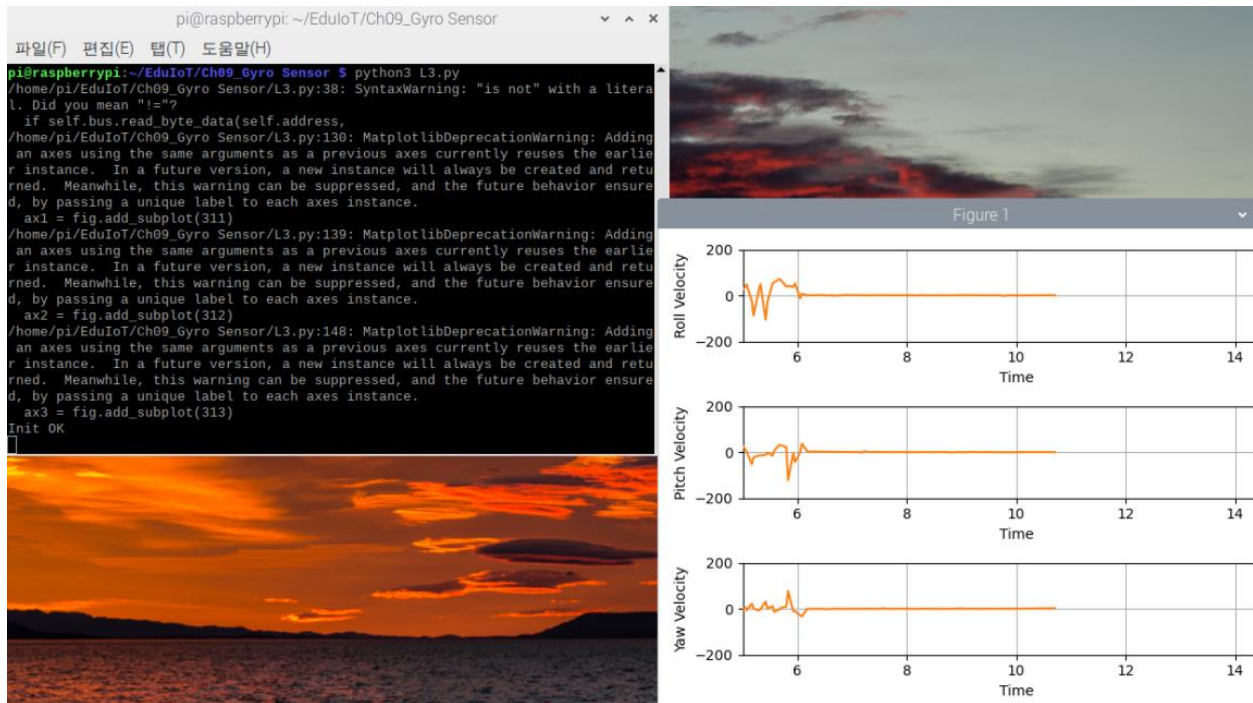 pi@raspberrypi: ~/EduIoT/Ch09_Gyro Sensor
파일(F) 편집(E) 탭(T) 도움말(H)
pi@raspberrypi:~/EduIoT/Ch09_Gyro Sensor $ python3 L3.py
/home/pi/EduIoT/Ch09_Gyro Sensor/L3.py:38: SyntaxWarning: "is not" with a litera
l. Did you mean "!="?
if self.bus.read_byte_data(self.address,
/home/pi/EduIoT/Ch09_Gyro Sensor/L3.py:130: MatplotlibDeprecationWarning: Adding
an axes using the same arguments as a previous axes currently reuses the earlie
r instance.  In a future version, a new instance will always be created and retu
rned.  Meanwhile, this warning can be suppressed, and the future behavior ensure
d, by passing a unique label to each axes instance.
ax1 = fig.add_subplot(311)
/home/pi/EduIoT/Ch09_Gyro Sensor/L3.py:139: MatplotlibDeprecationWarning: Adding
an axes using the same arguments as a previous axes currently reuses the earlie
r instance.  In a future version, a new instance will always be created and retu
rned.  Meanwhile, this warning can be suppressed, and the future behavior ensure
d, by passing a unique label to each axes instance.
ax2 = fig.add_subplot(312)
/home/pi/EduIoT/Ch09_Gyro Sensor/L3.py:148: MatplotlibDeprecationWarning: Adding
an axes using the same arguments as a previous axes currently reuses the earlie
r instance.  In a future version, a new instance will always be created and retu
rned.  Meanwhile, this warning can be suppressed, and the future behavior ensure
d, by passing a unique label to each axes instance.
ax3 = fig.add_subplot(313)
Init OK
Figure 1
Roll Velocity
200
0
−200
6 8 10 12 14
Time
Pitch Velocity
200
0
−200
6 8 10 12 14
Time
Yaw Velocity
200
0
−200
6 8 10 12 14
Time